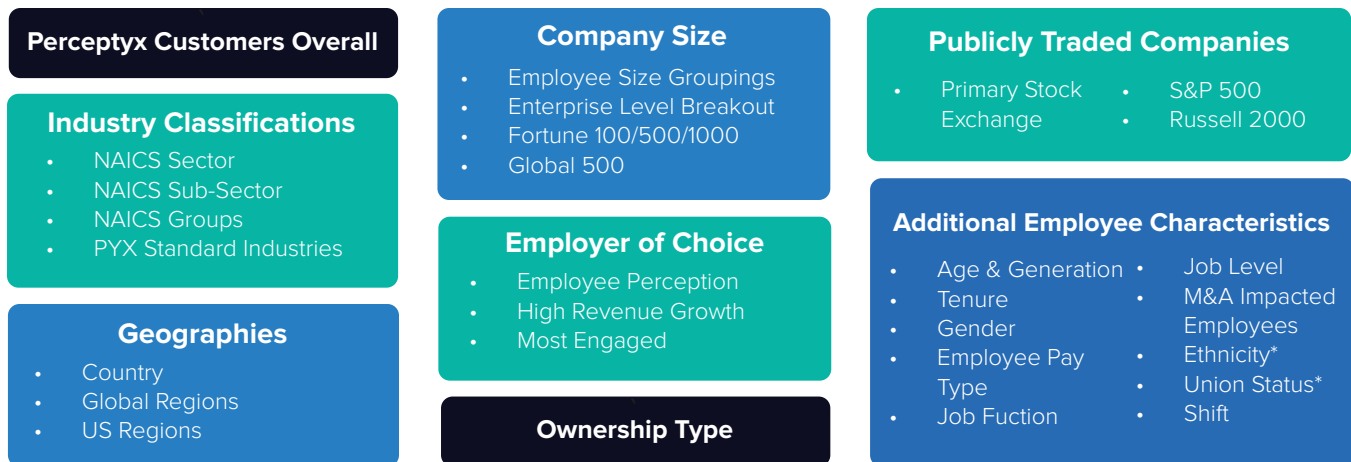 Perceptyx Customers Overall
Industry Classifications
• NAICS Sector
• NAICS Sub-Sector
• NAICS Groups
• PYX Standard Industries
Geographies
• Country
• Global Regions
• US Regions
Company Size
• Employee Size Groupings
• Enterprise Level Breakout
• Fortune 100/500/1000
• Global 500
Employer of Choice
• Employee Perception
• High Revenue Growth
• Most Engaged
Ownership Type
Publicly Traded Companies
• Primary Stock
Exchange
• S&P 500
• Russell 2000
Additional Employee Characteristics
• Age & Generation
• Tenure
• Gender
• Employee Pay
Type
• Job Fuction
• Job Level
• M&A Impacted
Employees
• Ethnicity*
• Union Status*
• Shift